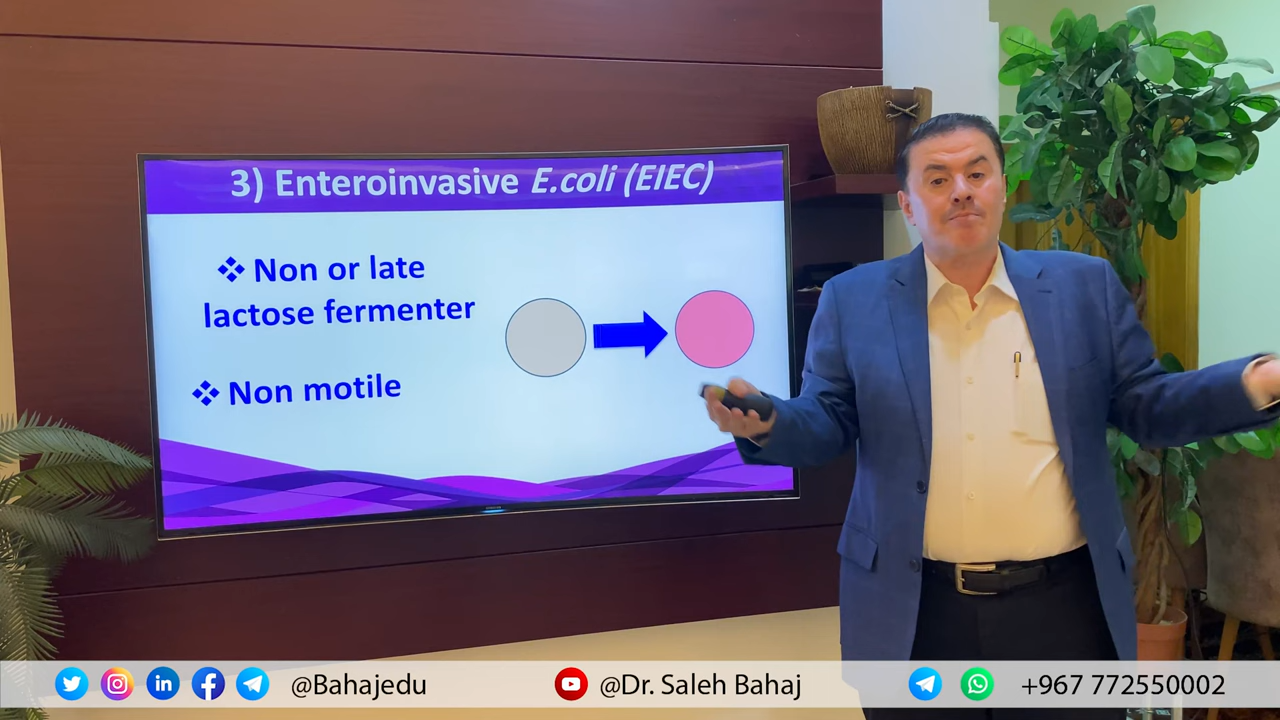 3) Enteroinvasive E.coli (EIEC)
❖ Non or late
lactose fermenter
❖ Non motile
@Bahajedu
@Dr. Saleh Bahaj
+967 772550002